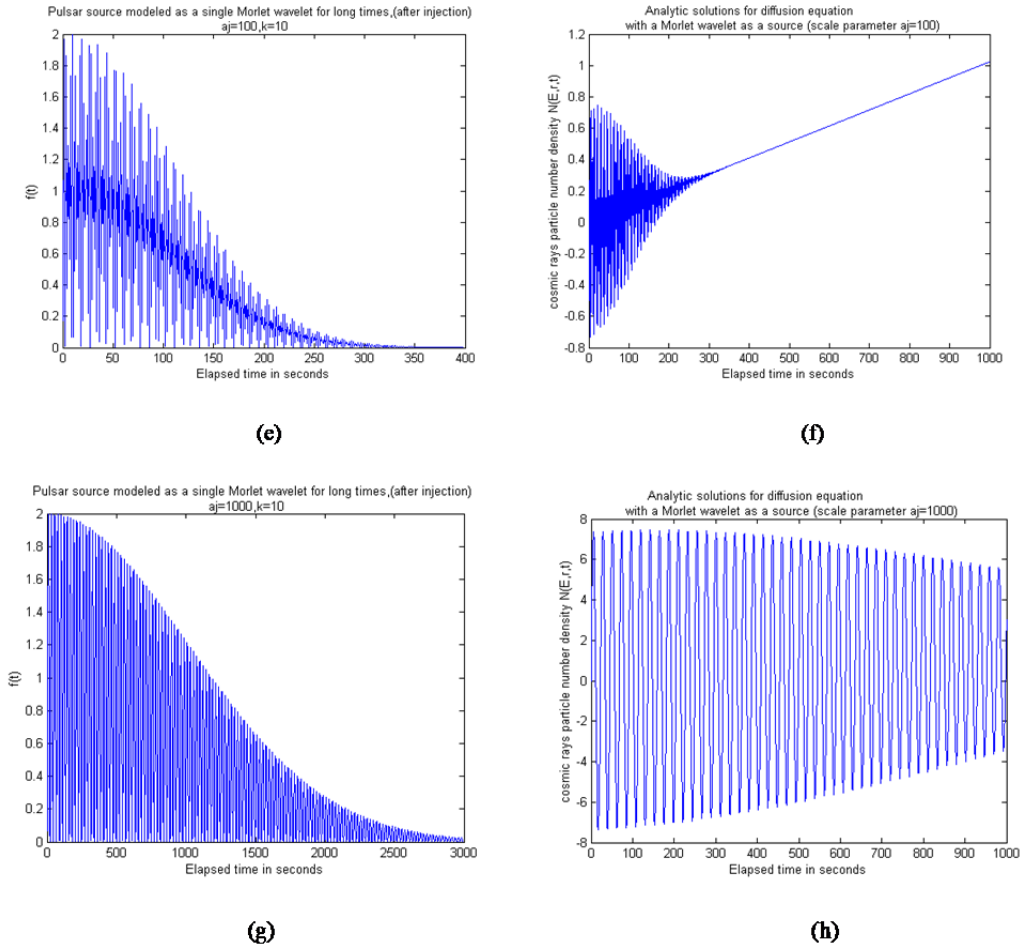 Pulsar source modeled as a single Morlet wavelet for long times,(after injection)
aj=100,k=10
2
1.8
1.6
1.4
1.2
1
0.8
0.6
0.4
0.2
0
f(t)
0 50 100 150 200 250 300 350 400
Elapsed time in seconds
(e)
Analytic solutions for diffusion equation
with a Morlet wavelet as a source (scale parameter aj=100)
1.2
1
0.8
0.6
0.4
0.2
0
-0.2
-0.4
-0.6
-0.8
cosmic rays particle number density N(E,r,t)
0 100 200 300 400 500 600 700 800 900 1000
Elapsed time in seconds
(f)
Pulsar source modeled as a single Morlet wavelet for long times,(after injection)
aj=1000,k=10
2
1.8
1.6
1.4
1.2
1
0.8
0.6
0.4
0.2
0
f(t)
0 500 1000 1500 2000 2500 3000
Elapsed time in seconds
(g)
Analytic solutions for diffusion equation
with a Morlet wavelet as a source (scale parameter aj=1000)
8
6
4
2
0
-2
-4
-6
-8
cosmic rays particle number density N(E,r,t)
0 100 200 300 400 500 600 700 800 900 1000
Elapsed time in seconds
(h)